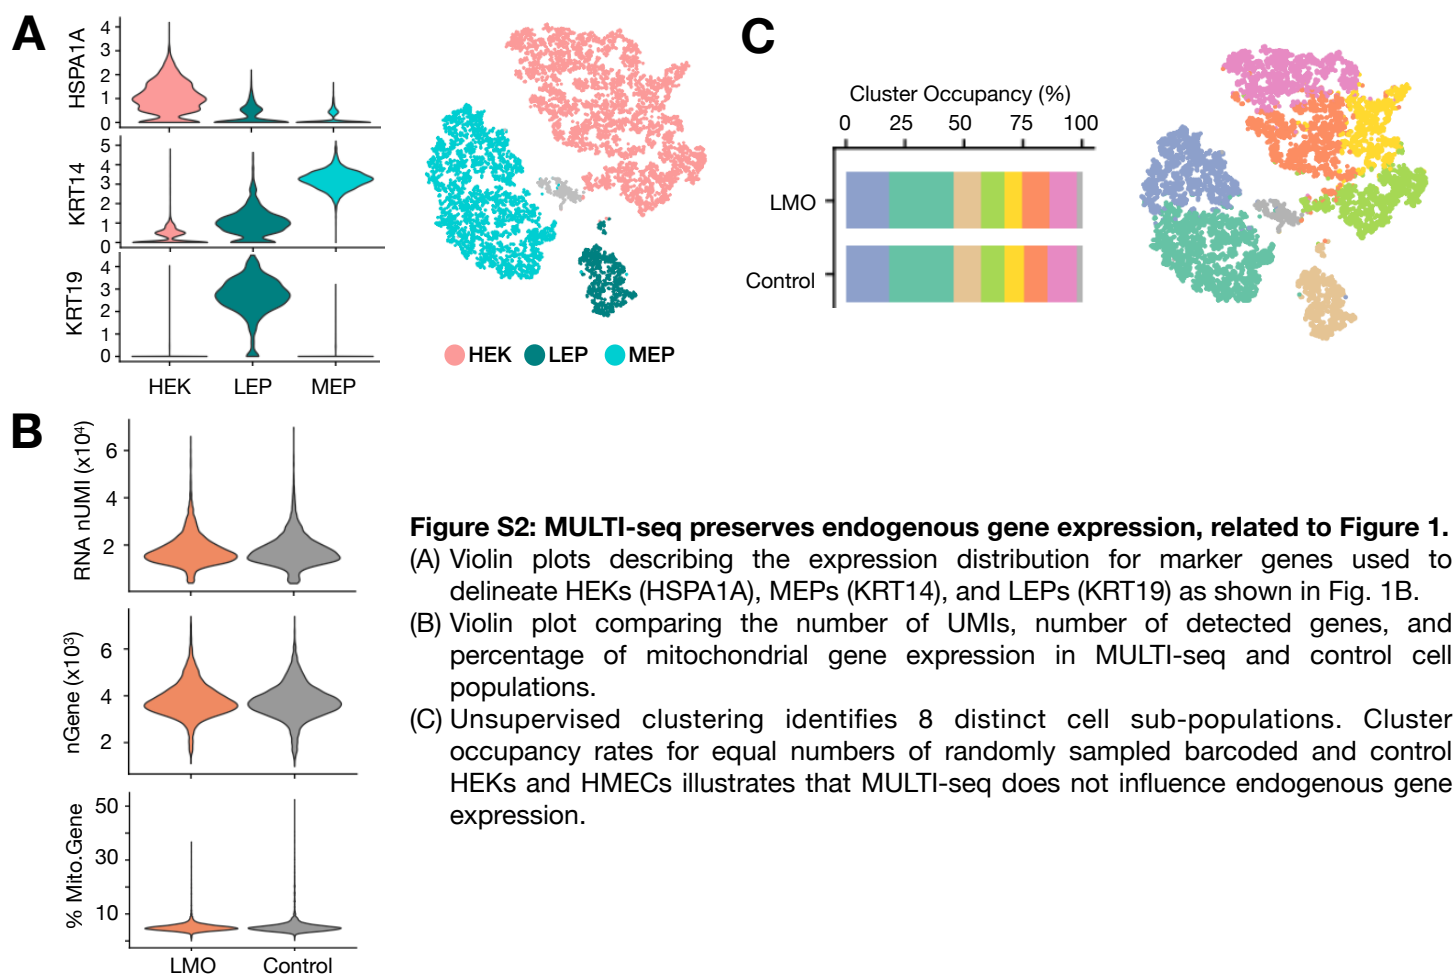 A
HSPA1A
4
3
2
1
0
KRT14
5
4
3
2
1
0
KRT19
4
3
2
1
0
HEK
LEP
MEP
HEK
LEP
MEP
C
Cluster Occupancy (%)
0
25
50
75
100
LMO
Control
B
RNA nUMI (x10⁴)
6
4
2
nGene (x10³)
6
4
2
% Mito.Gene
50
30
10
LMO
Control
Figure S2: MULTI-seq preserves endogenous gene expression, related to Figure 1.
(A) Violin plots describing the expression distribution for marker genes used to
delineate HEKs (HSPA1A), MEPs (KRT14), and LEPs (KRT19) as shown in Fig. 1B.
(B) Violin plot comparing the number of UMIs, number of detected genes, and
percentage of mitochondrial gene expression in MULTI-seq and control cell
populations.
(C) Unsupervised clustering identifies 8 distinct cell sub-populations. Cluster
occupancy rates for equal numbers of randomly sampled barcoded and control
HEKs and HMECs illustrates that MULTI-seq does not influence endogenous gene
expression.